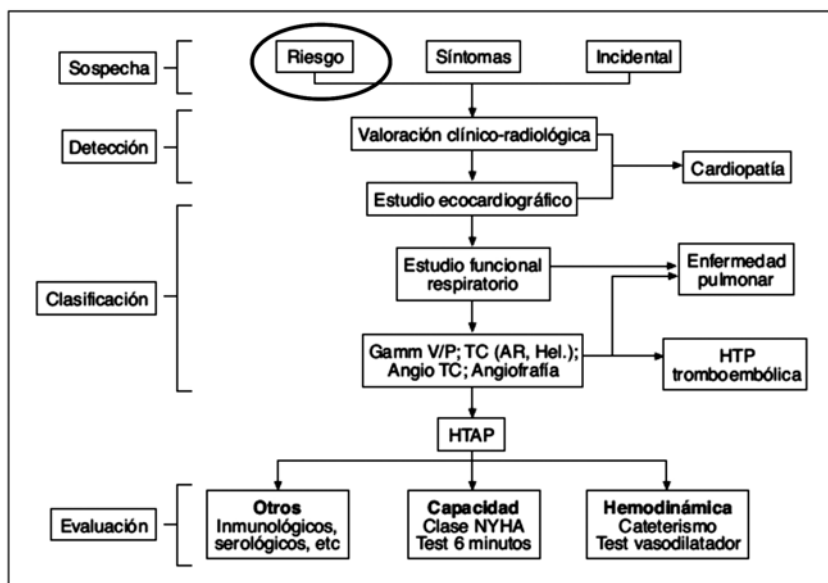 Sospecha
Riesgo
Síntomas
Incidental
Detección
Valoración clínico-radiológica
Cardiopatía
Estudio ecocardiográfico
Clasificación
Estudio funcional
respiratorio
Enfermedad
pulmonar
Gamm V/P; TC (AR, Hel.);
Angio TC; Angiofrafía
HTP
tromboembólica
HTAP
Evaluación
Otros
Inmunológicos,
serológicos, etc
Capacidad
Clase NYHA
Test 6 minutos
Hemodinámica
Cateterismo
Test vasodilatador